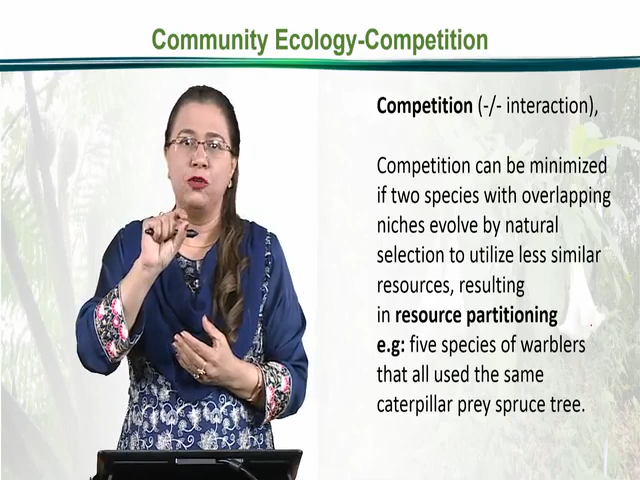 Community Ecology-Competition
Competition (-/- interaction),
Competition can be minimized
if two species with overlapping
niches evolve by natural
selection to utilize less similar
resources, resulting
in resource partitioning
e.g: five species of warblers
that all used the same
caterpillar prey spruce tree.